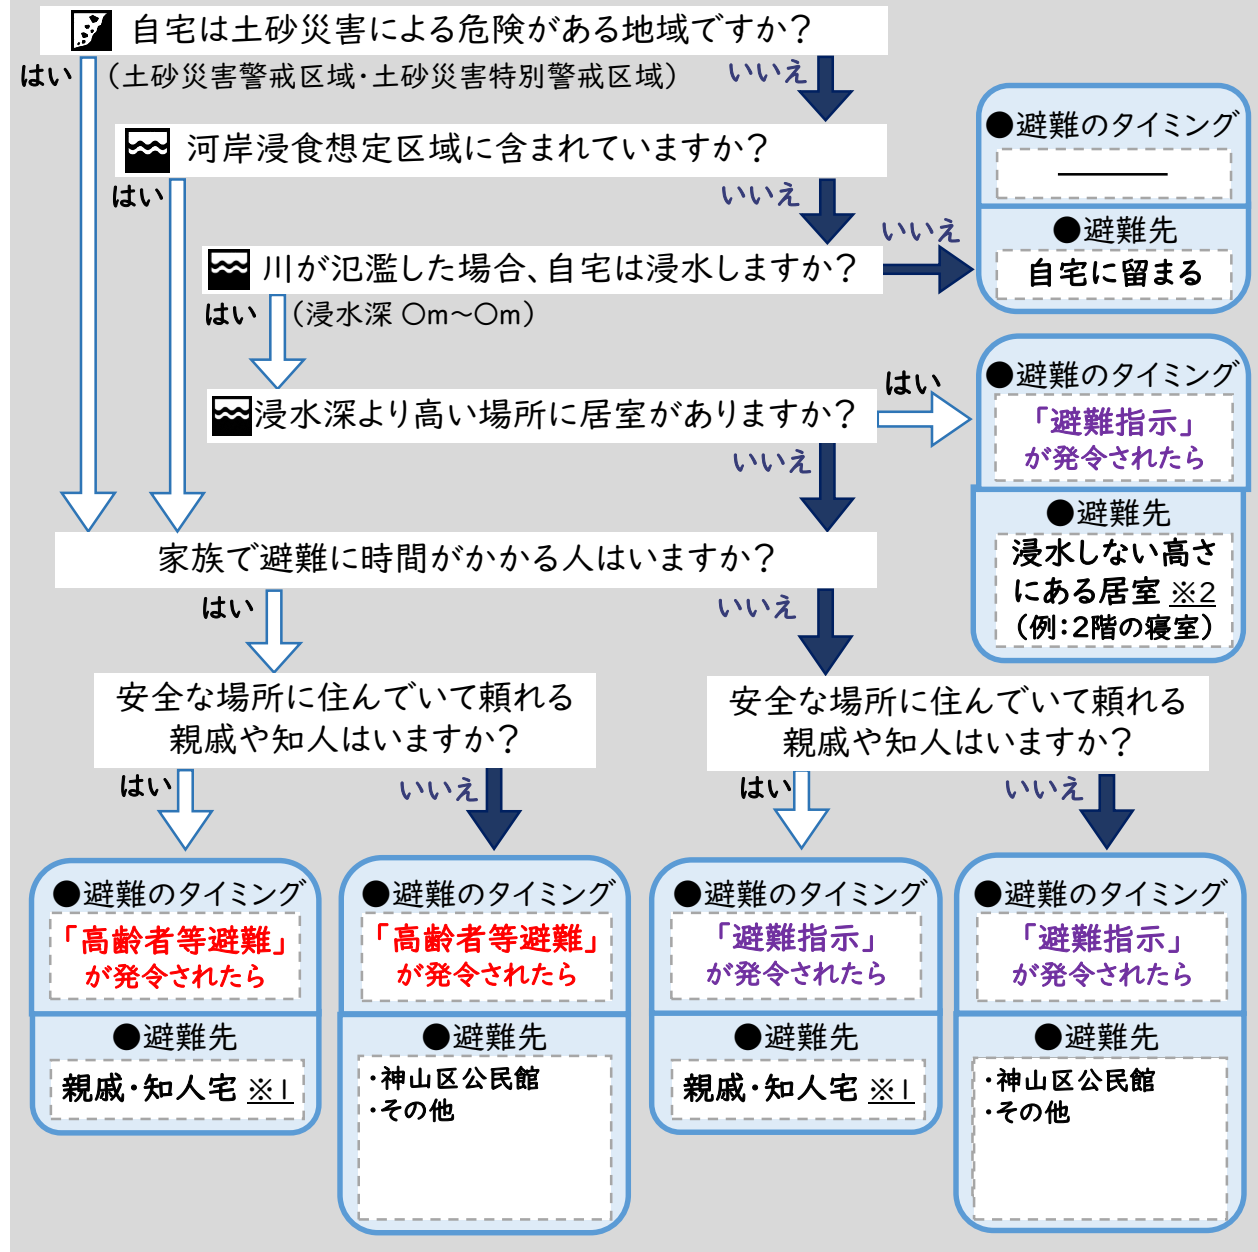 自宅は土砂災害による危険がある地域ですか？
はい
（土砂災害警戒区域・土砂災害特別警戒区域）
いいえ
河岸浸食想定区域に含まれていますか？
はい
いいえ
川が氾濫した場合、自宅は浸水しますか？
いいえ
はい
（浸水深 〇m～〇m）
●避難のタイミング
————
●避難先
自宅に留まる
浸水深より高い場所に居室がありますか？
はい
いいえ
●避難のタイミング
「避難指示」
が発令されたら
●避難先
浸水しない高さ
にある居室 ※2
（例：2階の寝室）
家族で避難に時間がかかる人はいますか？
はい
いいえ
安全な場所に住んでいて頼れる
親戚や知人はいますか？
はい
いいえ
安全な場所に住んでいて頼れる
親戚や知人はいますか？
はい
いいえ
●避難のタイミング
「高齢者等避難」
が発令されたら
●避難先
親戚・知人宅 ※1
●避難のタイミング
「高齢者等避難」
が発令されたら
●避難先
・神山区公民館
・その他
●避難のタイミング
「避難指示」
が発令されたら
●避難先
親戚・知人宅 ※1
●避難のタイミング
「避難指示」
が発令されたら
●避難先
・神山区公民館
・その他